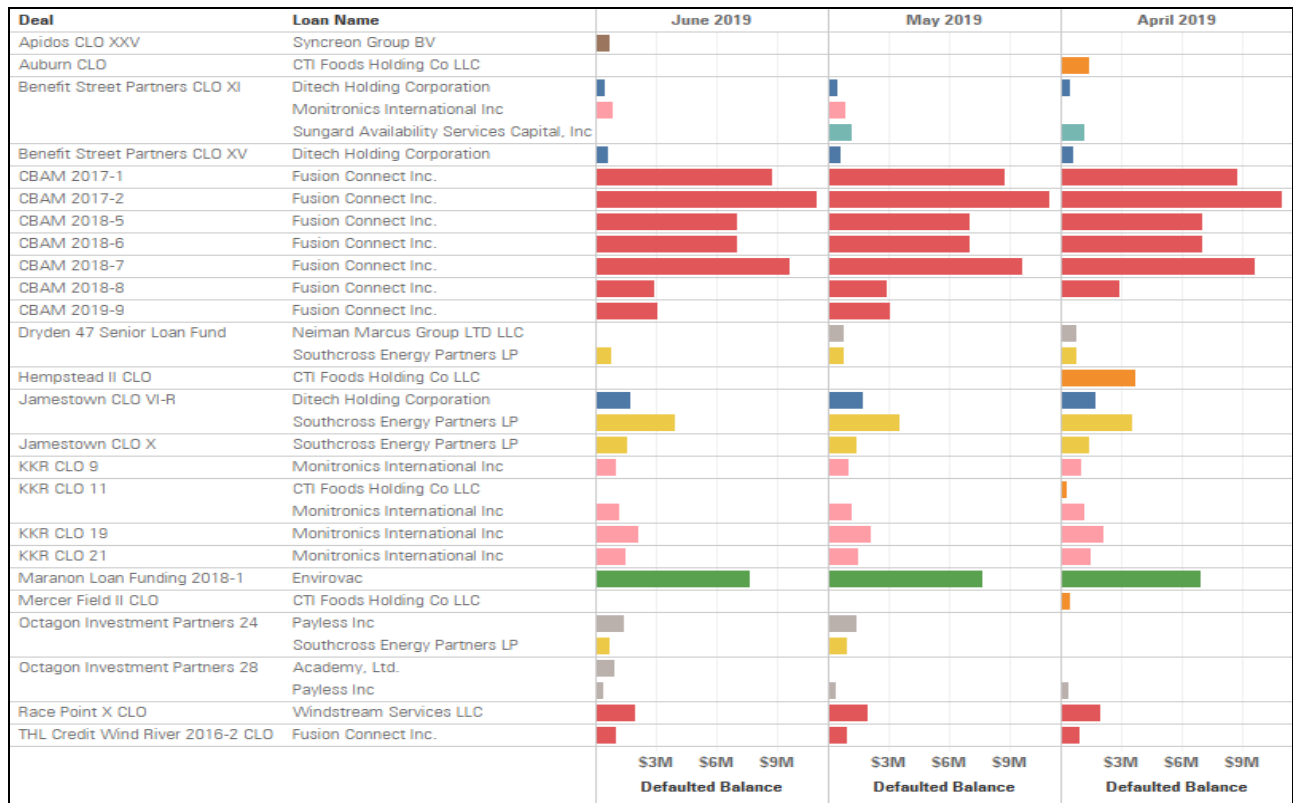 Deal Loan Name June 2019 May 2019 April 2019
Apidos CLO XXV Syncreon Group BV
Auburn CLO CTI Foods Holding Co LLC
Benefit Street Partners CLO XI Ditech Holding Corporation
Monitronics International Inc
Sungard Availability Services Capital, Inc
Benefit Street Partners CLO XV Ditech Holding Corporation
CBAM 2017-1 Fusion Connect Inc.
CBAM 2017-2 Fusion Connect Inc.
CBAM 2018-5 Fusion Connect Inc.
CBAM 2018-6 Fusion Connect Inc.
CBAM 2018-7 Fusion Connect Inc.
CBAM 2018-8 Fusion Connect Inc.
CBAM 2019-9 Fusion Connect Inc.
Dryden 47 Senior Loan Fund Neiman Marcus Group LTD LLC
Southcross Energy Partners LP
Hempstead II CLO CTI Foods Holding Co LLC
Jamestown CLO VI-R Ditech Holding Corporation
Southcross Energy Partners LP
Jamestown CLO X Southcross Energy Partners LP
KKR CLO 9 Monitronics International Inc
KKR CLO 11 CTI Foods Holding Co LLC
Monitronics International Inc
KKR CLO 19 Monitronics International Inc
KKR CLO 21 Monitronics International Inc
Maranon Loan Funding 2018-1 Envirovac
Mercer Field II CLO CTI Foods Holding Co LLC
Octagon Investment Partners 24 Payless Inc
Southcross Energy Partners LP
Octagon Investment Partners 28 Academy, Ltd.
Payless Inc
Race Point X CLO Windstream Services LLC
THL Credit Wind River 2016-2 CLO Fusion Connect Inc.
$3M $6M $9M $3M $6M $9M $3M $6M $9M
Defaulted Balance Defaulted Balance Defaulted Balance